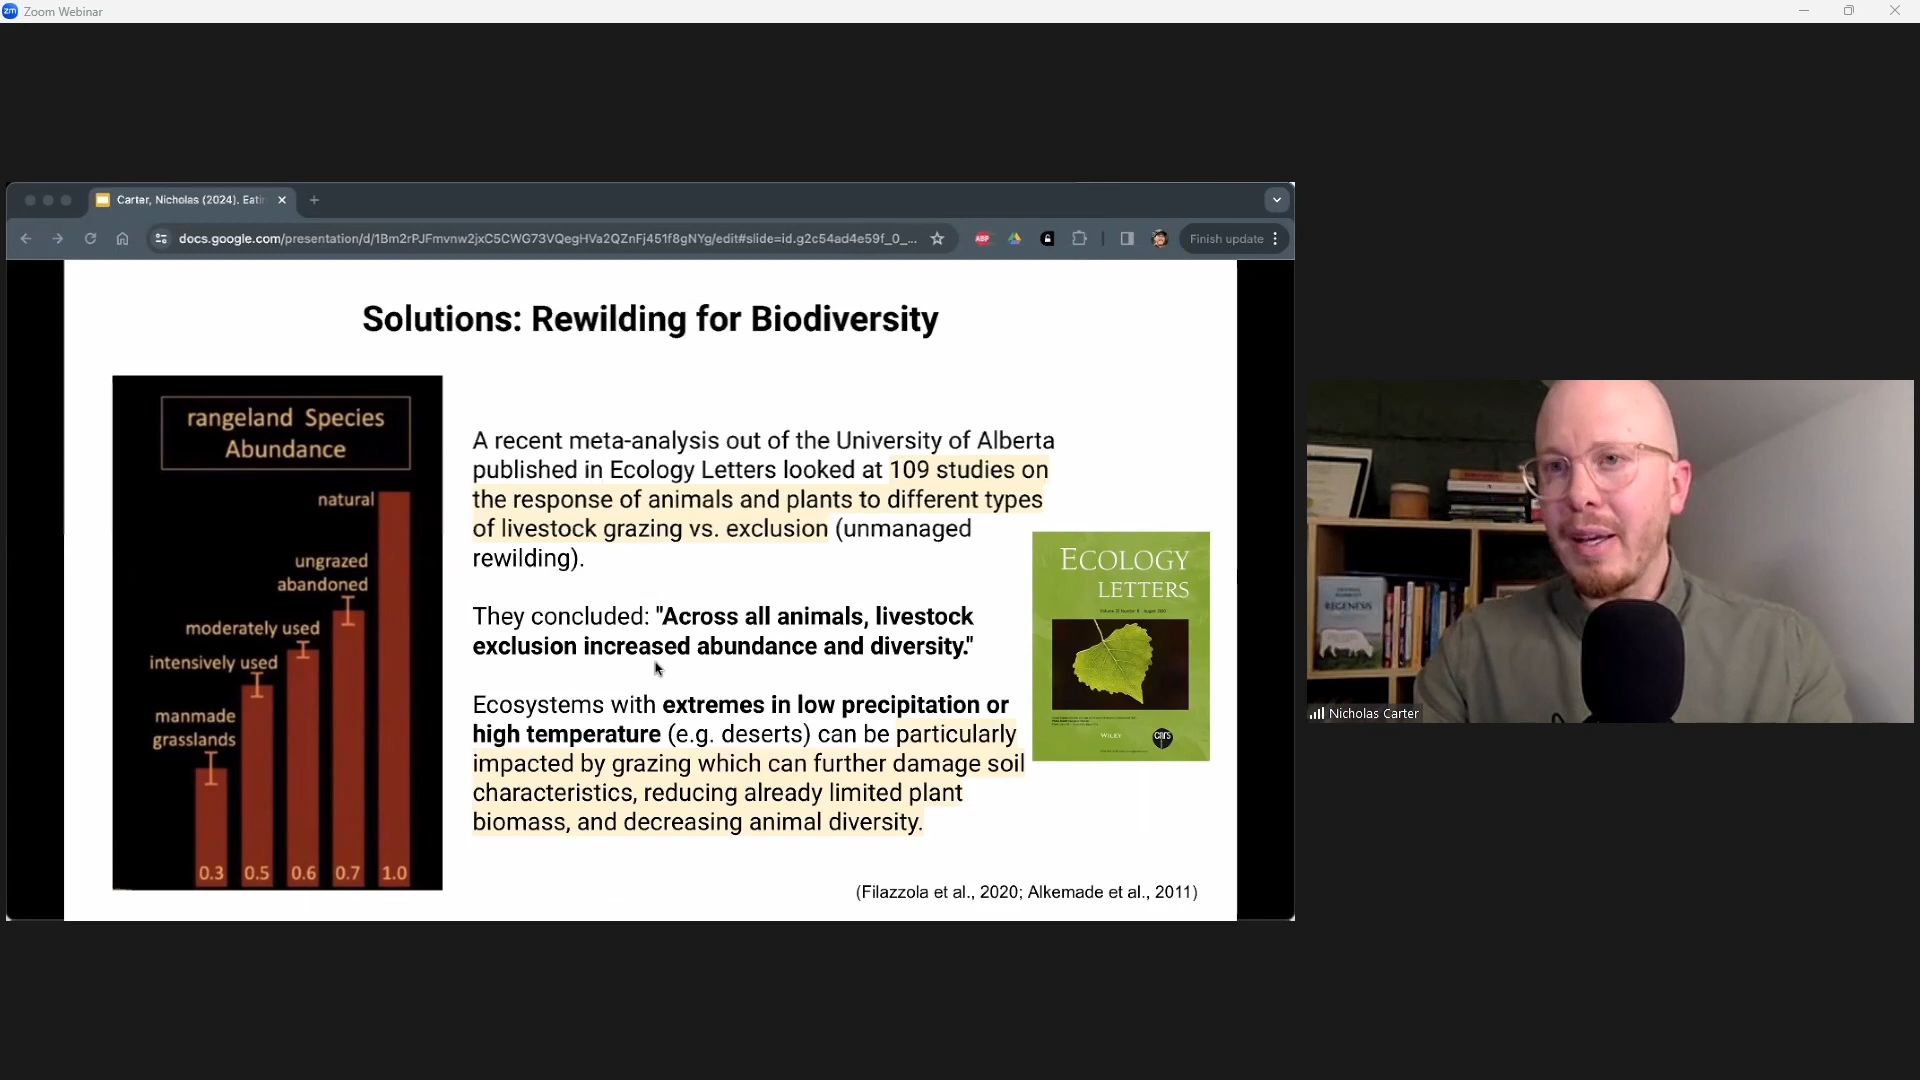 Zoom Webinar
Carter, Nicholas (2024). Eati
docs.google.com/presentation/d/1Bm2rPJFmvnw2jxC5CWG73VQegHVa2QZnFj451f8gNYg/edit#slide=id.g2c54ad4e59f_0_...
ABP
Finish update
Solutions: Rewilding for Biodiversity
rangeland Species
Abundance
natural
ungrazed
abandoned
moderately used
intensively used
manmade
grasslands
0.3 0.5 0.6 0.7 1.0
A recent meta-analysis out of the University of Alberta
published in Ecology Letters looked at 109 studies on
the response of animals and plants to different types
of livestock grazing vs. exclusion (unmanaged
rewilding).
They concluded: "Across all animals, livestock
exclusion increased abundance and diversity."
Ecosystems with extremes in low precipitation or
high temperature (e.g. deserts) can be particularly
impacted by grazing which can further damage soil
characteristics, reducing already limited plant
biomass, and decreasing animal diversity.
ECOLOGY
LETTERS
WILEY
cnrs
(Filazzola et al., 2020; Alkemade et al., 2011)
REGENESIS
Nicholas Carter